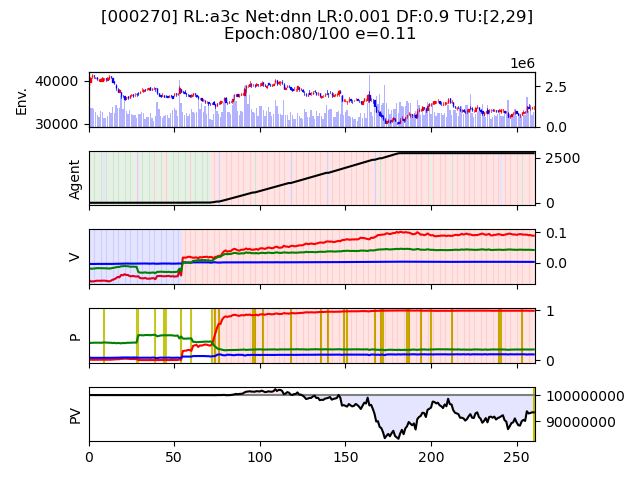 [000270] RL:a3c Net:dnn LR:0.001 DF:0.9 TU:[2,29]
Epoch:080/100 e=0.11
1e6
Env.
40000
30000
2.5
0.0
Agent
2500
0
V
0.1
0.0
P
1
0
PV
100000000
90000000
0 50 100 150 200 250